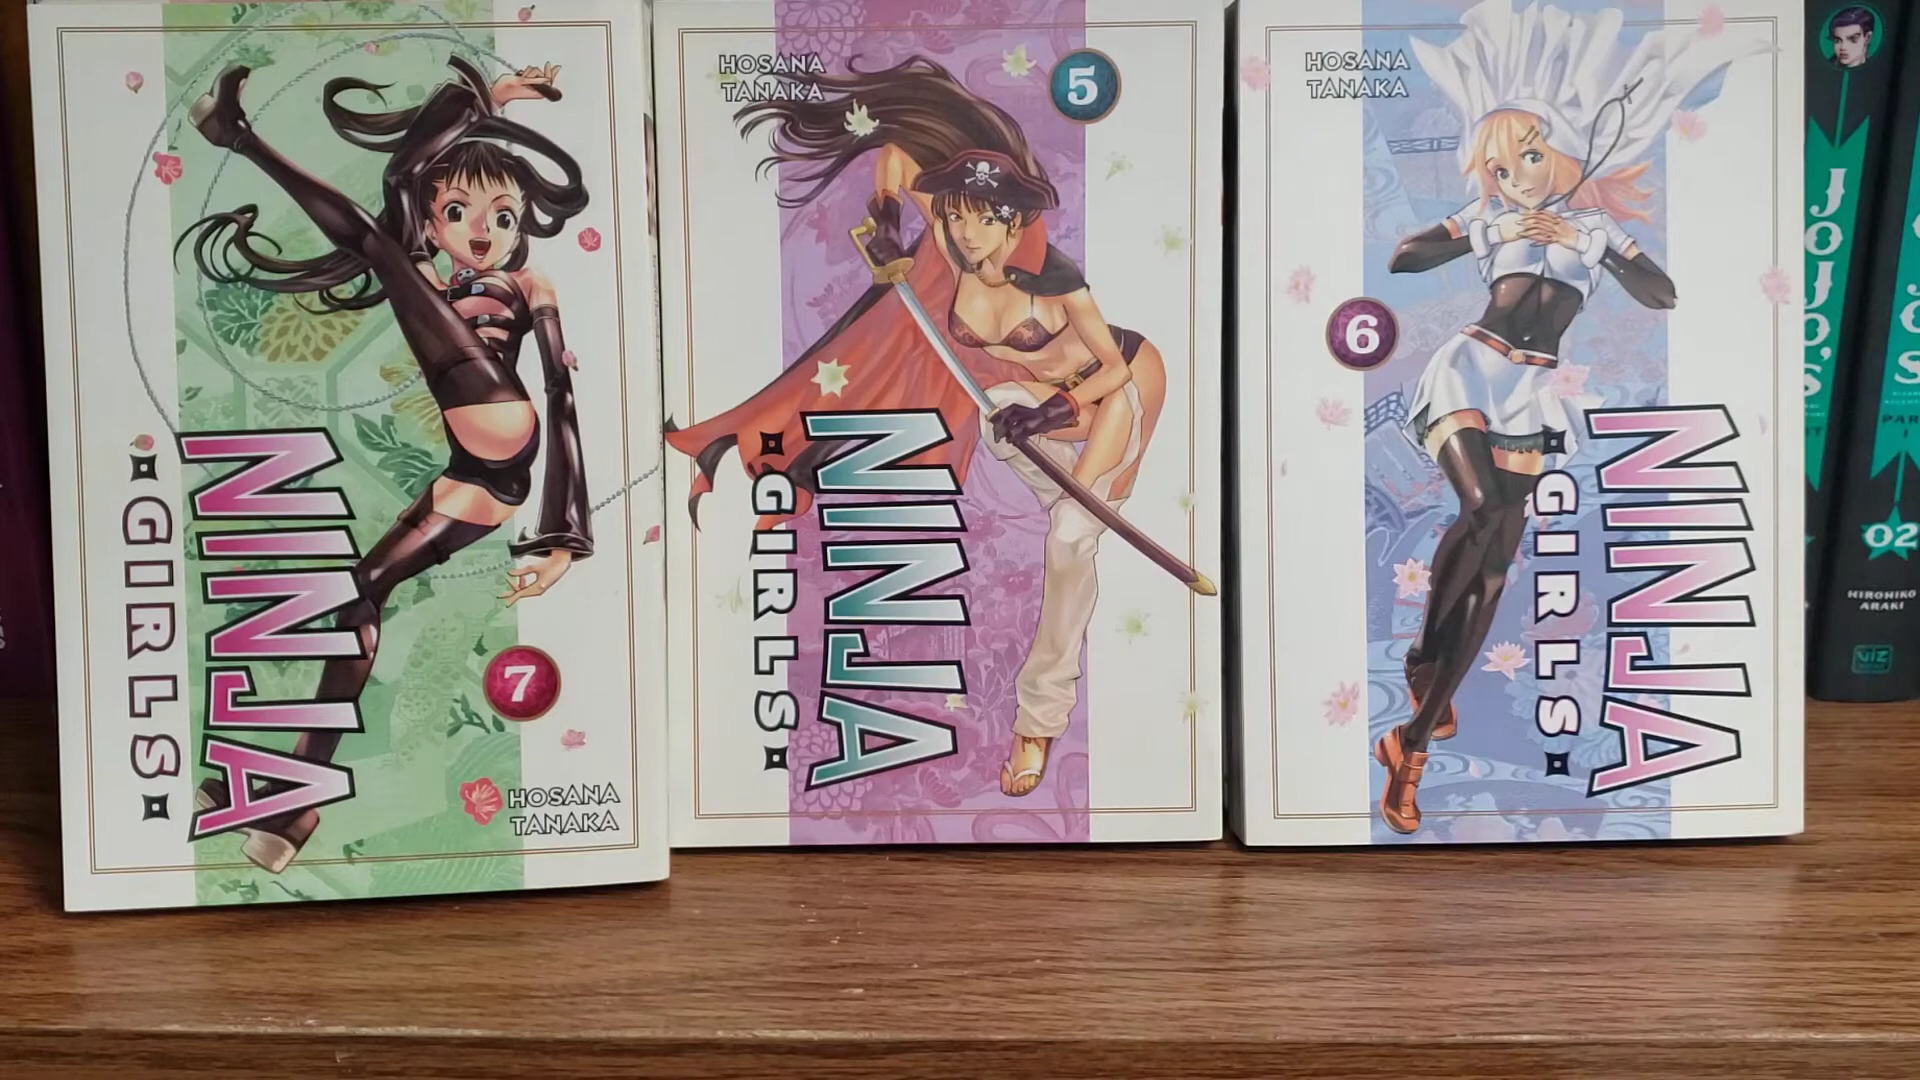 NINJA
GIRLS
7
HOSANA
TANAKA
HOSANA
TANAKA
5
NINJA
GIRLS
HOSANA
TANAKA
6
NINJA
GIRLS
JOJO'S
PART
02
HIROHIKO
ARAKI
VIZ